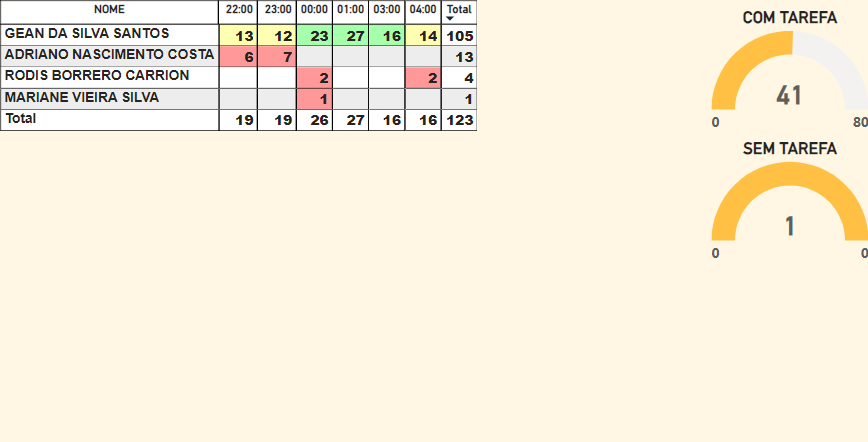 NOME 22:00 23:00 00:00 01:00 03:00 04:00 Total
GEAN DA SILVA SANTOS 13 12 23 27 16 14 105
ADRIANO NASCIMENTO COSTA 6 7 13
RODIS BORRERO CARRION 2 2 4
MARIANE VIEIRA SILVA 1 1
Total 19 19 26 27 16 16 123
COM TAREFA
41
0 80
SEM TAREFA
1
0 0